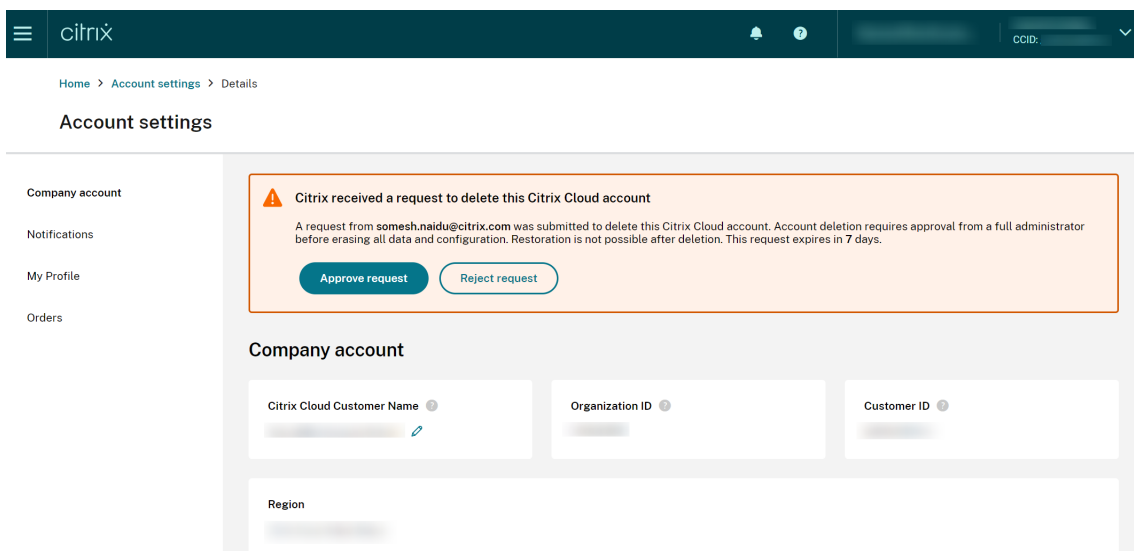 citrix
CCID:
Home > Account settings > Details
Account settings
Company account
Notifications
My Profile
Orders
Citrix received a request to delete this Citrix Cloud account
A request from somesh.naidu@citrix.com was submitted to delete this Citrix Cloud account. Account deletion requires approval from a full administrator
before erasing all data and configuration. Restoration is not possible after deletion. This request expires in 7 days.
Approve request Reject request
Company account
Citrix Cloud Customer Name Organization ID Customer ID
Region